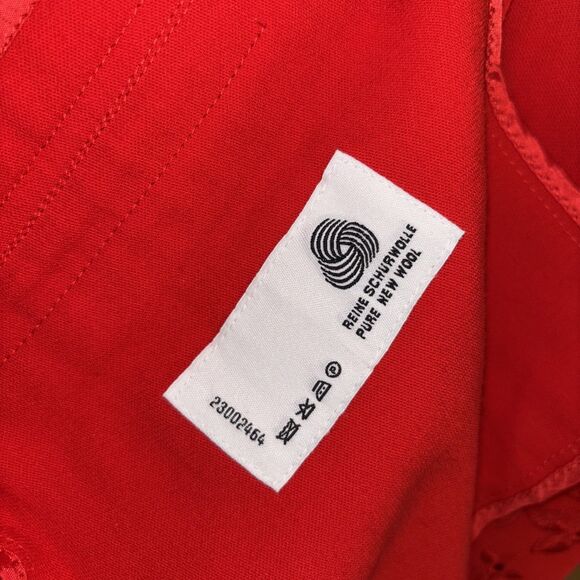 REINE SCHURWOLLE
PURE NEW WOOL
P
23002464